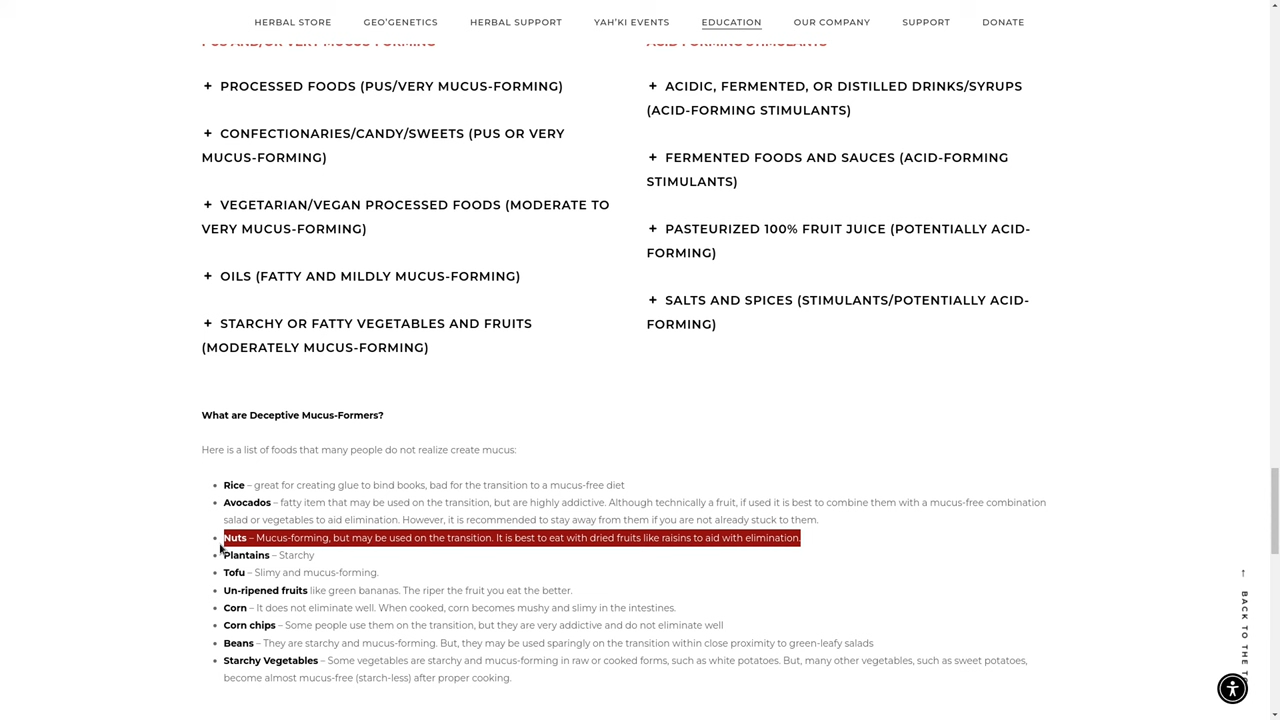 HERBAL STORE GEO'GENETICS HERBAL SUPPORT YAH'KI EVENTS EDUCATION OUR COMPANY SUPPORT DONATE
PUS AND/OR VERY MUCUS-FORMING
+ PROCESSED FOODS (PUS/VERY MUCUS-FORMING)
+ CONFECTIONARIES/CANDY/SWEETS (PUS OR VERY
MUCUS-FORMING)
+ VEGETARIAN/VEGAN PROCESSED FOODS (MODERATE TO
VERY MUCUS-FORMING)
+ OILS (FATTY AND MILDLY MUCUS-FORMING)
+ STARCHY OR FATTY VEGETABLES AND FRUITS
(MODERATELY MUCUS-FORMING)
ACID-FORMING STIMULANTS
+ ACIDIC, FERMENTED, OR DISTILLED DRINKS/SYRUPS
(ACID-FORMING STIMULANTS)
+ FERMENTED FOODS AND SAUCES (ACID-FORMING
STIMULANTS)
+ PASTEURIZED 100% FRUIT JUICE (POTENTIALLY ACID-
FORMING)
+ SALTS AND SPICES (STIMULANTS/POTENTIALLY ACID-
FORMING)
What are Deceptive Mucus-Formers?
Here is a list of foods that many people do not realize create mucus:
Rice – great for creating glue to bind books, bad for the transition to a mucus-free diet
Avocados – fatty item that may be used on the transition, but are highly addictive. Although technically a fruit, if used it is best to combine them with a mucus-free combination
salad or vegetables to aid elimination. However, it is recommended to stay away from them if you are not already stuck to them.
Nuts – Mucus-forming, but may be used on the transition. It is best to eat with dried fruits like raisins to aid with elimination.
Plantains – Starchy
Tofu – Slimy and mucus-forming.
Un-ripened fruits like green bananas. The riper the fruit you eat the better.
Corn – It does not eliminate well. When cooked, corn becomes mushy and slimy in the intestines.
Corn chips – Some people use them on the transition, but they are very addictive and do not eliminate well
Beans – They are starchy and mucus-forming. But, they may be used sparingly on the transition within close proximity to green-leafy salads
Starchy Vegetables – Some vegetables are starchy and mucus-forming in raw or cooked forms, such as white potatoes. But, many other vegetables, such as sweet potatoes,
become almost mucus-free (starch-less) after proper cooking.
← BACK TO THE